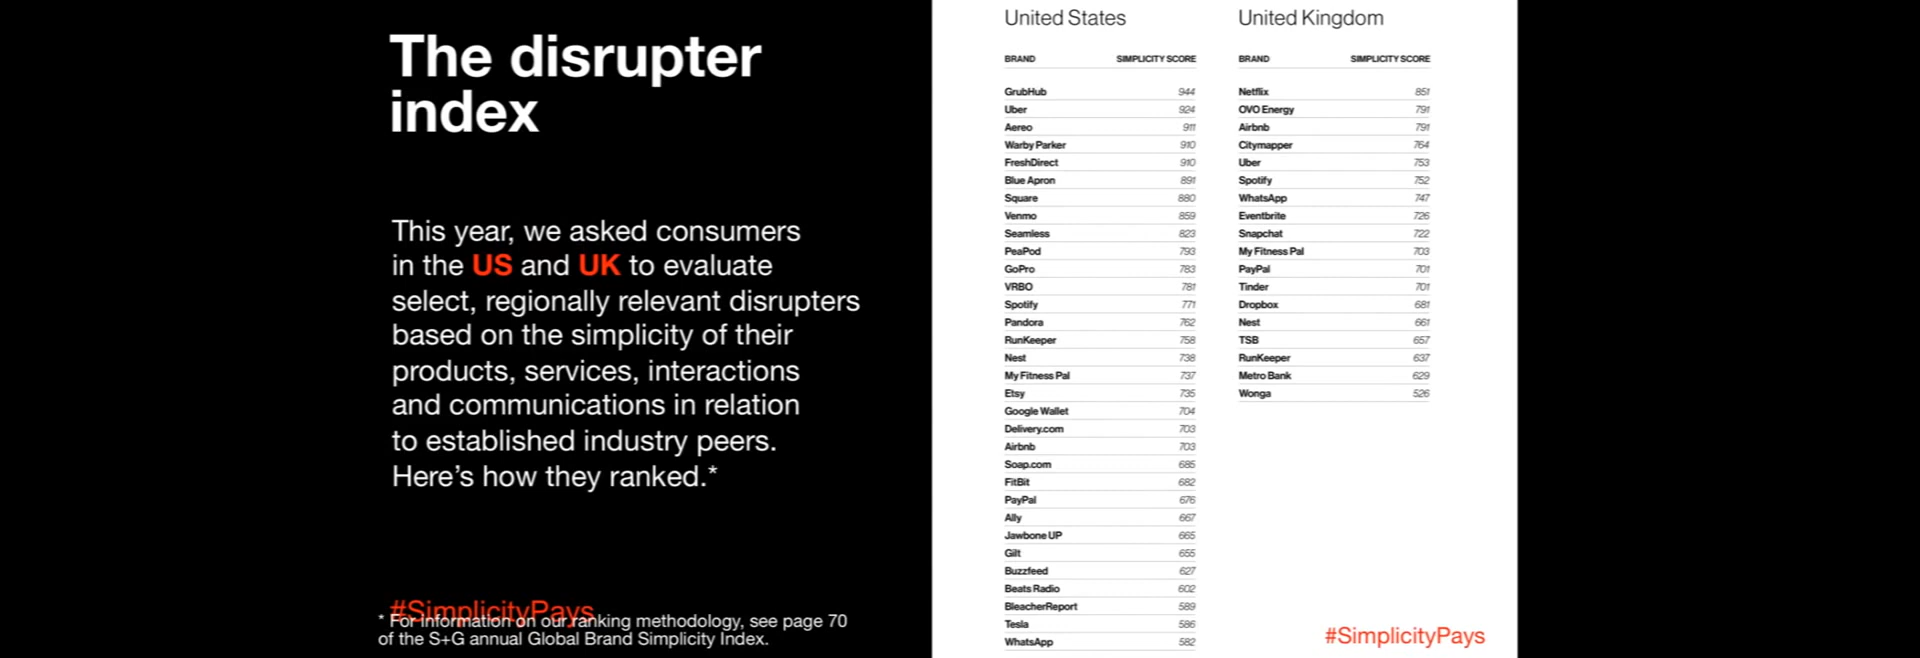 The disrupter
index
This year, we asked consumers
in the US and UK to evaluate
select, regionally relevant disrupters
based on the simplicity of their
products, services, interactions
and communications in relation
to established industry peers.
Here's how they ranked.*
#SimplicityPays
* For information on our ranking methodology, see page 70
of the S+G annual Global Brand Simplicity Index.
United States
BRAND SIMPLICITY SCORE
GrubHub 944
Uber 924
Aereo 911
Warby Parker 910
FreshDirect 910
Blue Apron 891
Square 880
Venmo 859
Seamless 823
PeaPod 793
GoPro 783
VRBO 781
Spotify 771
Pandora 762
RunKeeper 758
Nest 738
My Fitness Pal 737
Etsy 735
Google Wallet 704
Delivery.com 703
Airbnb 703
Soap.com 685
FitBit 682
PayPal 676
Ally 667
Jawbone UP 665
Gilt 655
Buzzfeed 627
Beats Radio 602
BleacherReport 589
Tesla 586
WhatsApp 582
United Kingdom
BRAND SIMPLICITY SCORE
Netflix 851
OVO Energy 791
Airbnb 791
Citymapper 764
Uber 753
Spotify 752
WhatsApp 747
Eventbrite 726
Snapchat 722
My Fitness Pal 703
PayPal 701
Tinder 701
Dropbox 681
Nest 661
TSB 657
RunKeeper 637
Metro Bank 629
Wonga 526
#SimplicityPays